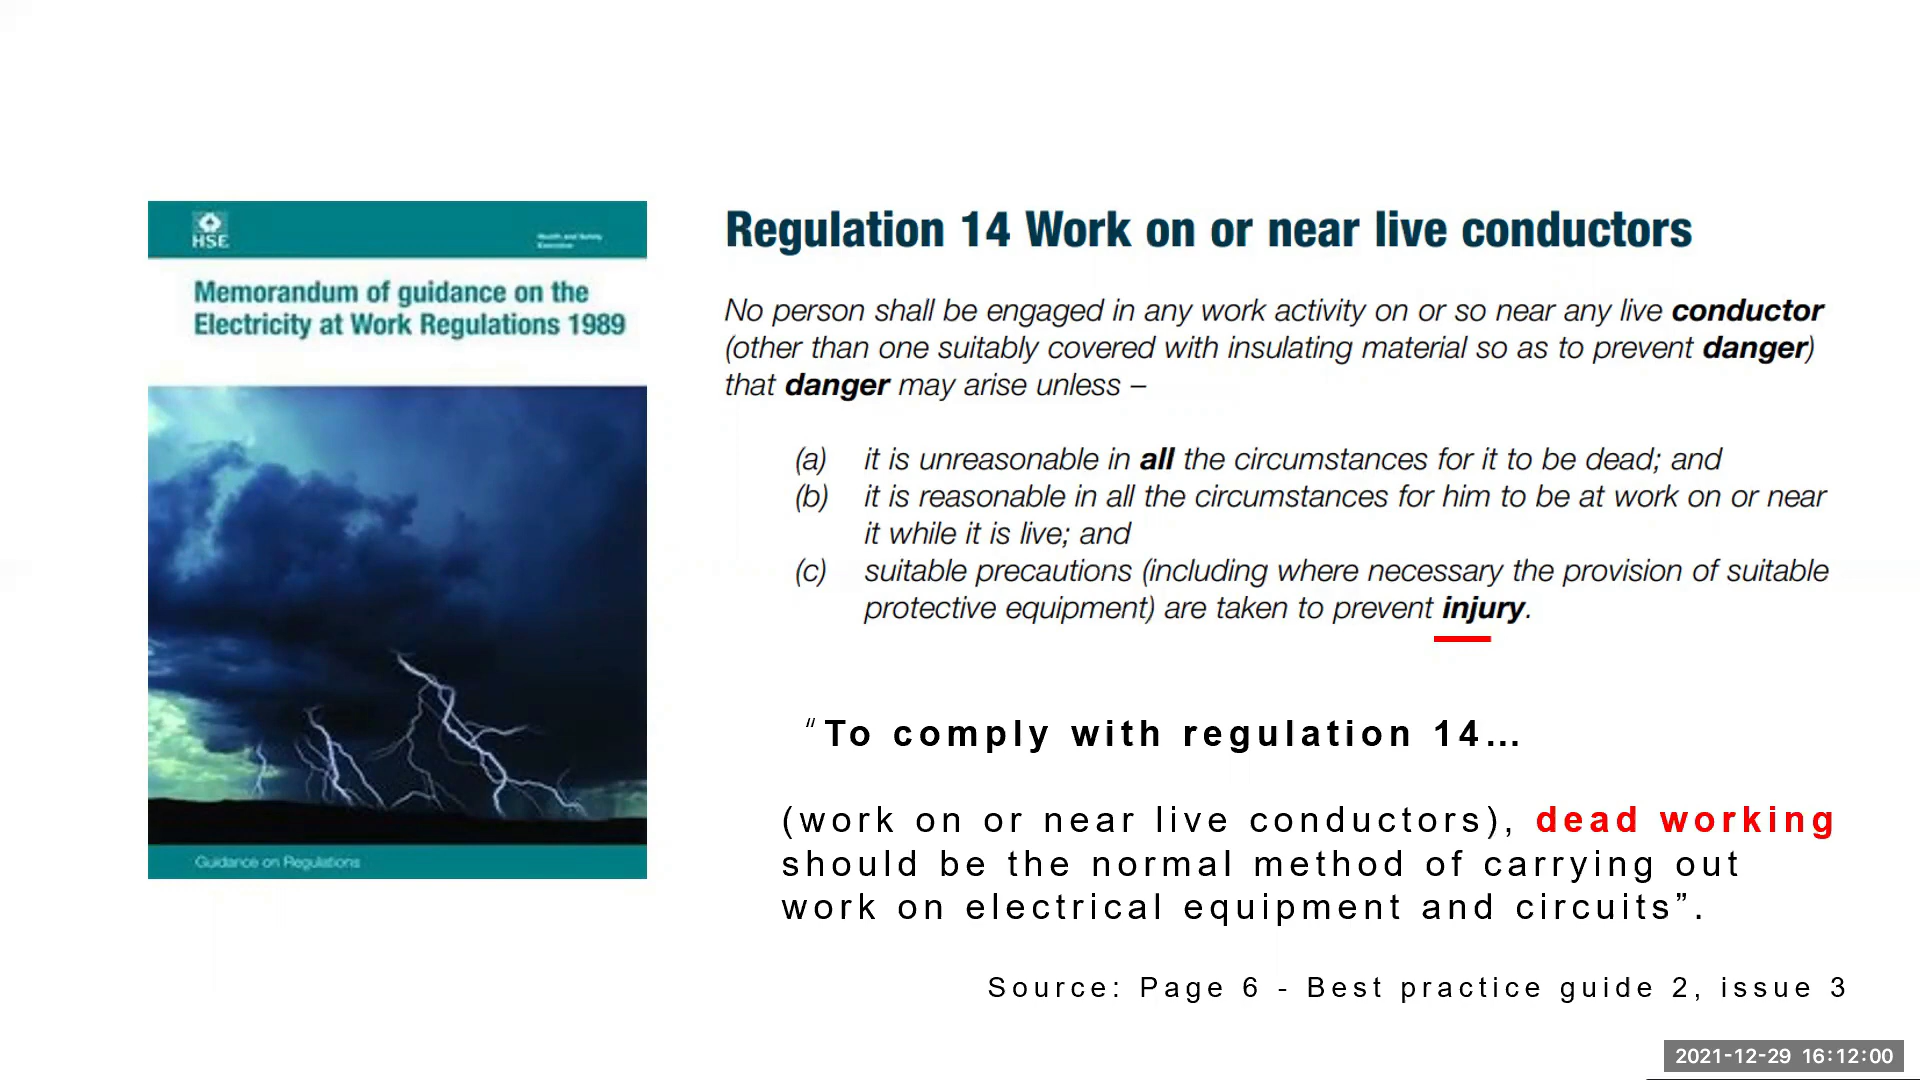 HSE
Health and Safety
Executive
Memorandum of guidance on the
Electricity at Work Regulations 1989
Guidance on Regulations
Regulation 14 Work on or near live conductors
No person shall be engaged in any work activity on or so near any live conductor
(other than one suitably covered with insulating material so as to prevent danger)
that danger may arise unless –
(a) it is unreasonable in all the circumstances for it to be dead; and
(b) it is reasonable in all the circumstances for him to be at work on or near
it while it is live; and
(c) suitable precautions (including where necessary the provision of suitable
protective equipment) are taken to prevent injury.
“To comply with regulation 14…
(work on or near live conductors), dead working
should be the normal method of carrying out
work on electrical equipment and circuits”.
Source: Page 6 - Best practice guide 2, issue 3
2021-12-29 16:12:00